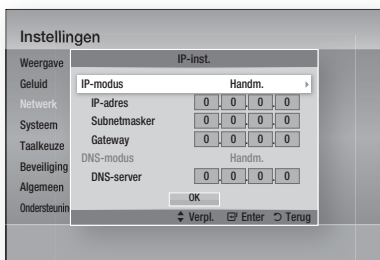 Instellingen
Weergave
Geluid
Netwerk
Systeem
Taalkeuze
Beveiliging
Algemeen
Ondersteunin
IP-inst.
IP-modus Handm.
IP-adres 0 . 0 . 0 . 0
Subnetmasker 0 . 0 . 0 . 0
Gateway 0 . 0 . 0 . 0
DNS-modus Handm.
DNS-server 0 . 0 . 0 . 0
OK
Verpl. Enter Terug